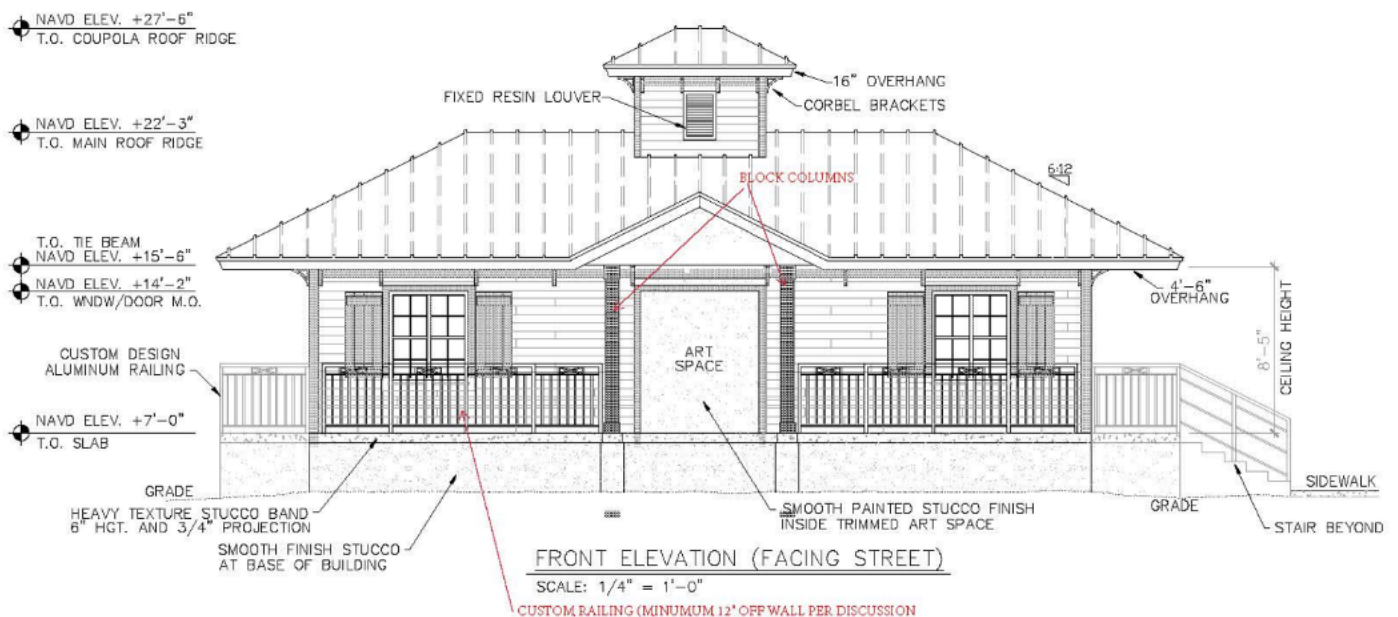 NAVD ELEV. +27'-6"
T.O. COUPOLA ROOF RIDGE
16" OVERHANG
FIXED RESIN LOUVER
CORBEL BRACKETS
NAVD ELEV. +22'-3"
T.O. MAIN ROOF RIDGE
6:12
BLOCK COLUMNS
T.O. TIE BEAM
NAVD ELEV. +15'-6"
NAVD ELEV. +14'-2"
T.O. WNDW/DOOR M.O.
4'-6"
OVERHANG
8'-5"
CEILING HEIGHT
CUSTOM DESIGN
ALUMINUM RAILING
ART
SPACE
NAVD ELEV. +7'-0"
T.O. SLAB
GRADE
SIDEWALK
GRADE
HEAVY TEXTURE STUCCO BAND
6" HGT. AND 3/4" PROJECTION
SMOOTH PAINTED STUCCO FINISH
INSIDE TRIMMED ART SPACE
STAIR BEYOND
SMOOTH FINISH STUCCO
AT BASE OF BUILDING
FRONT ELEVATION (FACING STREET)
SCALE: 1/4" = 1'-0"
CUSTOM RAILING (MINUMUM 12" OFF WALL PER DISCUSSION